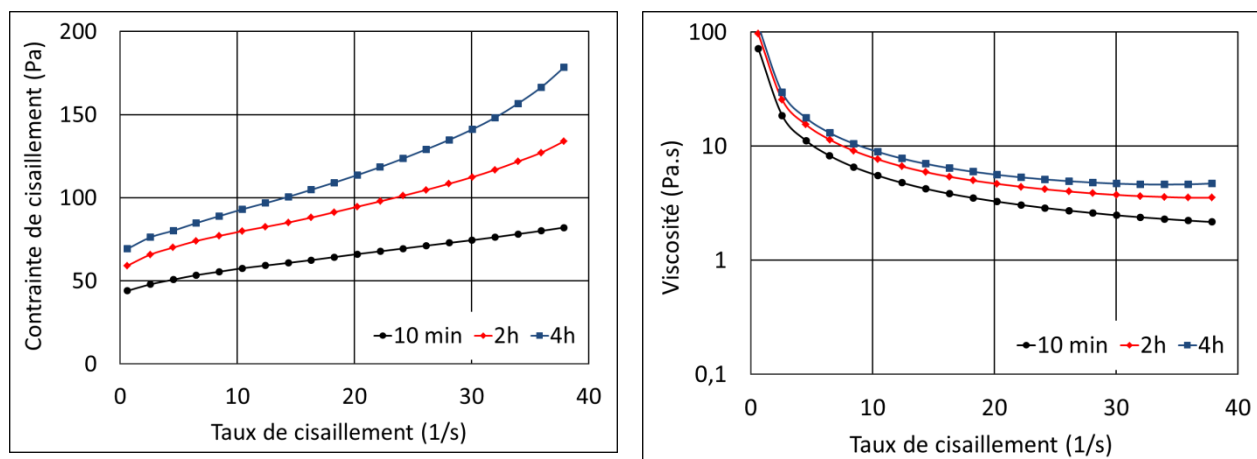 Contrainte de cisaillement (Pa)
200
150
100
50
0
10 min 2h 4h
0 10 20 30 40
Taux de cisaillement (1/s)
Viscosité (Pa.s)
100
10
1
0,1
10 min 2h 4h
0 10 20 30 40
Taux de cisaillement (1/s)